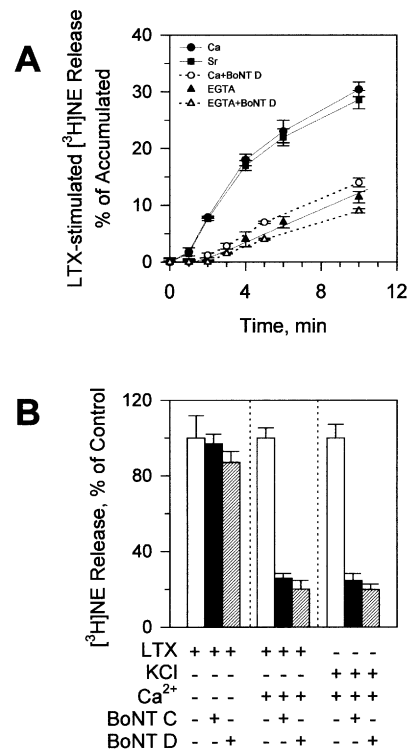 A
LTX-stimulated [³H]NE Release
% of Accumulated
40
30
20
10
0
Ca
Sr
Ca+BoNT D
EGTA
EGTA+BoNT D
0 4 8 12
Time, min
B
[³H]NE Release, % of Control
120
80
40
0
LTX + + + + + + - - -
KCl - - - - - - + + +
Ca²⁺ - - - + + + + + +
BoNT C - + - - + - - + -
BoNT D - - + - - + - - +